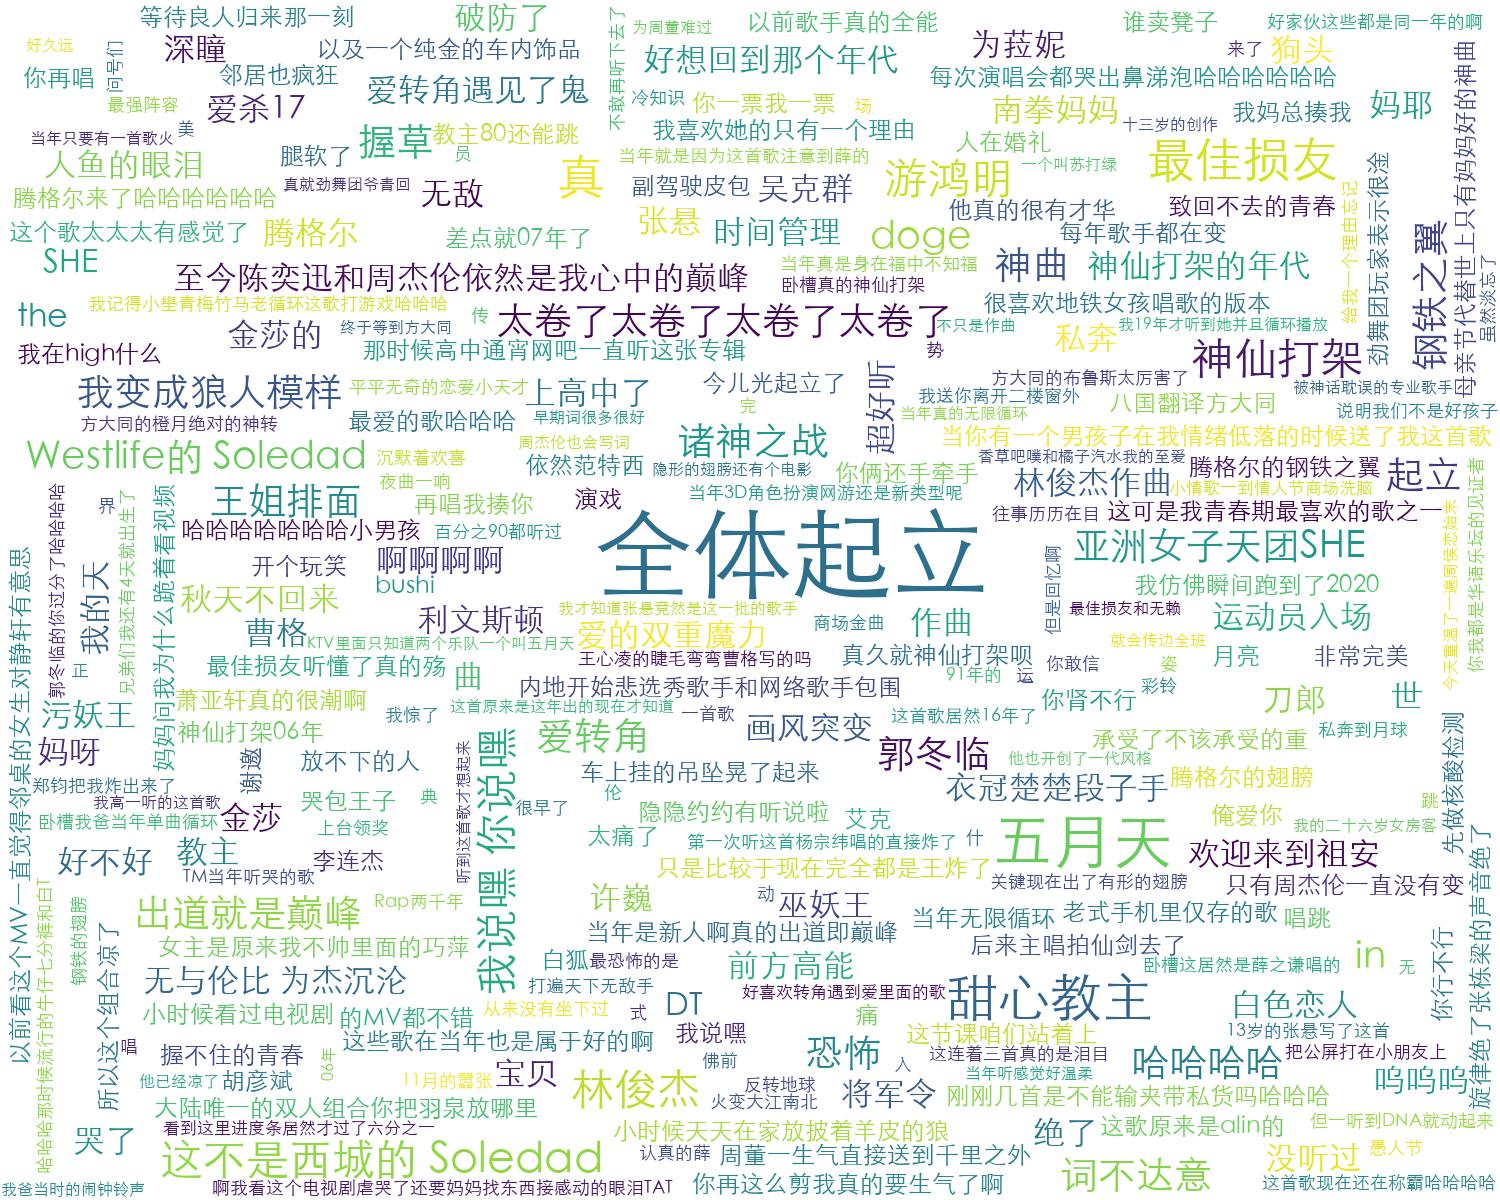 等待良人归来那一刻
破防了
为周董难过
以前歌手真的全能
谁卖凳子
好家伙这些都是同一年的啊
好久远
问号们
深瞳
以及一个纯金的车内饰品
不敢再听下去了
好想回到那个年代
为菈妮
来了
狗头
你再唱
邻居也疯狂
爱转角遇见了鬼
每次演唱会都哭出鼻涕泡哈哈哈哈哈哈
最强阵容
爱杀17
冷知识
你一票我一票
场
南拳妈妈
我妈总揍我
妈耶
母亲节代替世上只有妈妈好的神曲
当年只要有一首歌火
美
握草
教主80还能跳
我喜欢她的只有一个理由
人在婚礼
十三岁的创作
人鱼的眼泪
腿软了
员
真
当年就是因为这首歌注意到薛的
游鸿明
一个叫苏打绿
最佳损友
腾格尔来了哈哈哈哈哈哈
真就劲舞团爷青回
无敌
副驾驶皮包
吴克群
他真的很有才华
致回不去的青春
给我一个理由忘记
劲舞团玩家表示很淦
这个歌太太太有感觉了
腾格尔
差点就07年了
张悬
时间管理
doge
每年歌手都在变
钢铁之翼
虽然淡忘了
SHE
至今陈奕迅和周杰伦依然是我心中的巅峰
当年真是身在福中不知福
卧槽真的神仙打架
神曲
神仙打架的年代
the
我记得小壆青梅竹马老循环这歌打游戏哈哈哈
很喜欢地铁女孩唱歌的版本
金莎的
终于等到方大同
传
太卷了太卷了太卷了太卷了
不只是作曲
私奔
我19年才听到她并且循环播放
我在high什么
那时候高中通宵网吧一直听这张专辑
势
神仙打架
我变成狼人模样
平平无奇的恋爱小天才
上高中了
今儿光起立了
超好听
方大同的布鲁斯太厉害了
被神话耽误的专业歌手
我送你离开二楼窗外
八国翻译方大同
方大同的橙月绝对的神转
最爱的歌哈哈哈
早期词很多很好
完
当年真的无限循环
说明我们不是好孩子
Westlife的 Soledad
沉默着欢喜
周杰伦也会写词
诸神之战
当你有一个男孩子在我情绪低落的时候送了我这首歌
夜曲一响
依然范特西
隐形的翅膀还有个电影
你俩还手牵手
香草吧噗和橘子汽水我的至爱
林俊杰作曲
腾格尔的钢铁之翼
起立
王姐排面
再唱我揍你
演戏
当年3D角色扮演网游还是新类型呢
小情歌一到情人节商场洗脑
界
兄弟们我还有4天就出生了
妈妈问我为什么跪着看视频
哈哈哈哈哈哈哈小男孩
百分之90都听过
全体起立
往事历历在目
这可是我青春期最喜欢的歌之一
郭冬临的你过分了哈哈哈哈
我的天
开个玩笑
啊啊啊啊
bushi
但是回忆啊
亚洲女子天团SHE
以前看这个MV一直觉得邻桌的女生对静轩有意思
秋天不回来
利文斯顿
我才知道张悬竟然是这一批的歌手
我仿佛瞬间跑到了2020
今天重温了一遍周侯恋始末
你我都是华语乐坛的见证者
曹格
KTV里面只知道两个乐队一个叫五月天
爱的双重魔力
商场金曲
作曲
最佳损友和无赖
运动员入场
正
最佳损友听懂了真的殇
曲
王心凌的睫毛弯弯曹格写的吗
真久就神仙打架呗
运
你敢信
就会传边全班
姿
月亮
非常完美
萧亚轩真的很潮啊
内地开始悲选秀歌手和网络歌手包围
91年的
彩铃
污妖王
神仙打架06年
我惊了
这首原来是这年出的现在才知道
一首歌
你肾不行
刀郎
世
妈呀
谢邀
放不下的人
我说嘿 你说嘿
爱转角
画风突变
这首歌居然16年了
私奔到月球
郭冬临
他也开创了一代风格
承受了不该承受的重
先做核酸检测
郑钧把我炸出来了
听到这首歌才想起来
车上挂的吊坠晃了起来
衣冠楚楚段子手
腾格尔的翅膀
我高一听的这首歌
哭包王子
典
很早了
伦
跳
卧槽我爸当年单曲循环
金莎
上台领奖
隐隐约约有听说啦
艾克
俺爱你
我的二十六岁女房客
好不好
教主
李连杰
太痛了
第一次听这首杨宗纬唱的直接炸了
什
五月天
欢迎来到祖安
TM当年听哭的歌
只是比较于现在完全都是王炸了
关键现在出了有形的翅膀
只有周杰伦一直没有变
哈哈哈那时候流行的牛仔七分裤和白T
钢铁的翅膀
出道就是巅峰
Rap两千年
许巍
动
巫妖王
当年无限循环
老式手机里仅存的歌
唱跳
旋律绝了张栋梁的声音绝了
所以这个组合凉了
女主是原来我不帅里面的巧萍
当年是新人啊真的出道即巅峰
后来主唱拍仙剑去了
你行不行
无与伦比 为杰沉沦
白狐
最恐怖的是
前方高能
卧槽这居然是薛之谦唱的
in
无
打遍天下无敌手
好喜欢转角遇到爱里面的歌
甜心教主
白色恋人
小时候看过电视剧
的MV都不错
从来没有坐下过
式
DT
痛
唱
这些歌在当年也是属于好的啊
我说嘿
这节课咱们站着上
13岁的张悬写了这首
握不住的青春
06年
佛前
恐怖
入
这连着三首真的是泪目
哈哈哈哈
把公屏打在小朋友上
他已经凉了
胡彦斌
11月的嚣张
宝贝
林俊杰
反转地球
将军令
当年听感觉好温柔
呜呜呜
火变大江南北
刚刚几首是不能输夹带私货吗哈哈哈
大陆唯一的双人组合你把羽泉放哪里
哭了
看到这里进度条居然才过了六分之一
小时候天天在家放披着羊皮的狼
绝了
这歌原来是alin的
但一听到DNA就动起来
这不是西城的 Soledad
认真的薛
周董一生气直接送到千里之外
词不达意
没听过
愚人节
我爸当时的闹钟铃声
啊我看这个电视剧虐哭了还要妈妈找东西接感动的眼泪TAT
你再这么剪我真的要生气了啊
这首歌现在还在称霸哈哈哈哈